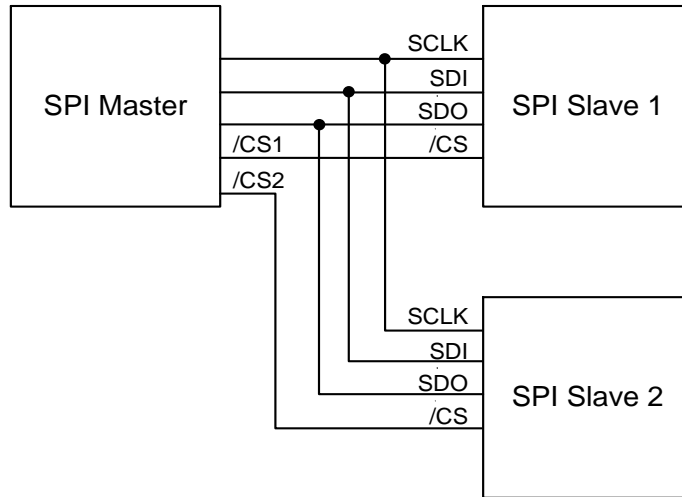 SCLK
SDI
SPI Master
SPI Slave 1
SDO
/CS1
/CS
/CS2
SCLK
SDI
SDO
SPI Slave 2
/CS